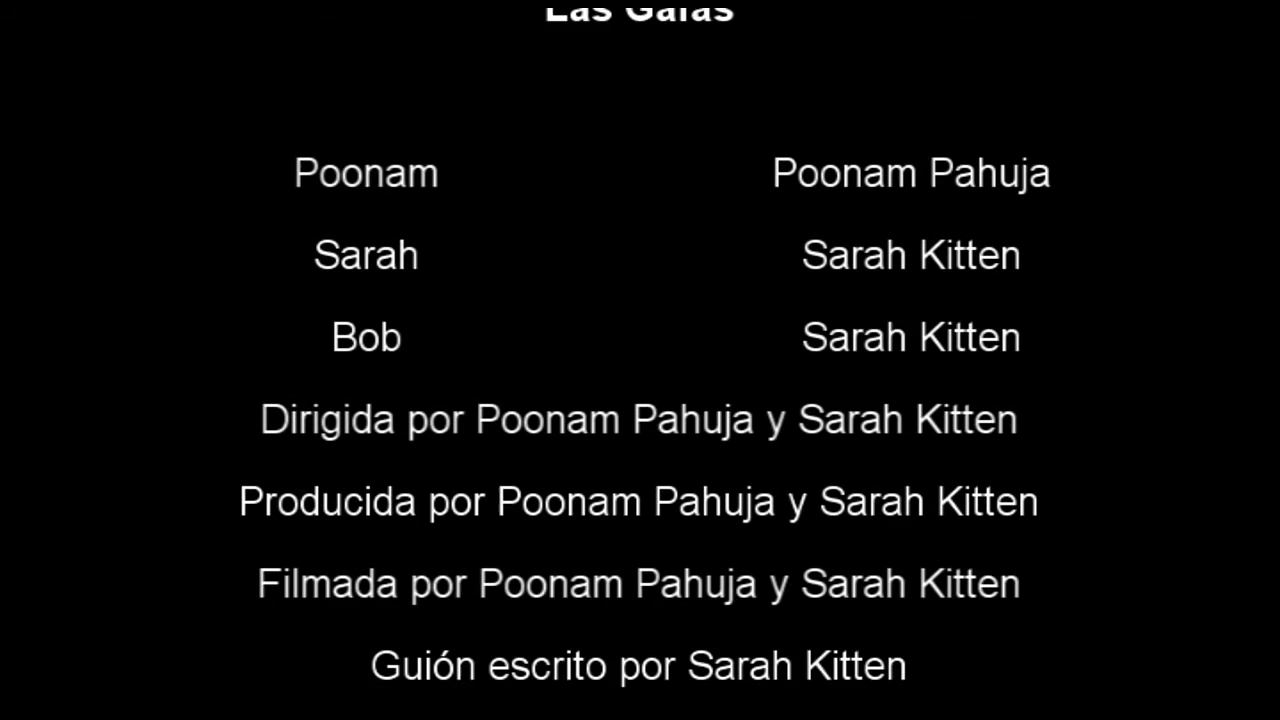 Las
Poonam Poonam Pahuja
Sarah Sarah Kitten
Bob Sarah Kitten
Dirigida por Poonam Pahuja y Sarah Kitten
Producida por Poonam Pahuja y Sarah Kitten
Filmada por Poonam Pahuja y Sarah Kitten
Guión escrito por Sarah Kitten